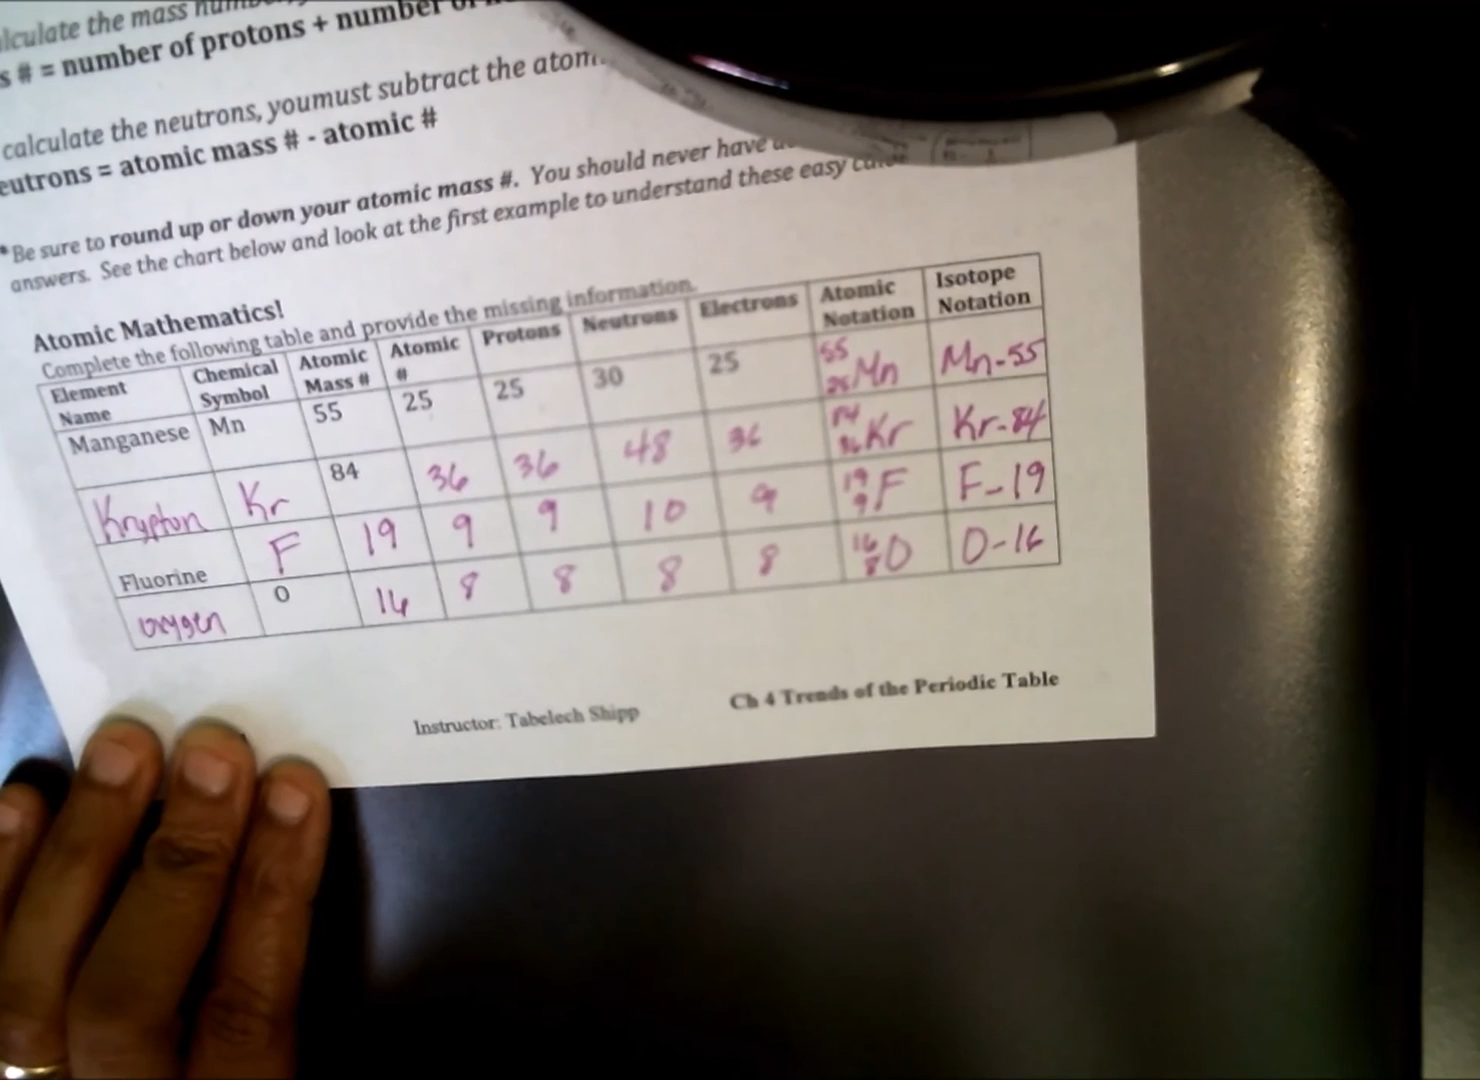 alculate the mass
s # = number of protons + number
calculate the neutrons, youmust subtract the atom
eutrons = atomic mass # - atomic #
*Be sure to round up or down your atomic mass #. You should never have
answers. See the chart below and look at the first example to understand these easy
Atomic Mathematics!
Complete the following table and provide the missing information.
Element Name Chemical Symbol Atomic Mass # Atomic # Protons Neutrons Electrons Atomic Notation Isotope Notation
Manganese Mn 55 25 25 30 25 55 25 Mn Mn-55
Krypton Kr 84 36 36 48 36 84 36 Kr Kr-84
Fluorine F 19 9 9 10 9 19 9 F F-19
oxygen O 16 8 8 8 8 16 8 O O-16
Instructor: Tabelech Shipp
Ch 4 Trends of the Periodic Table